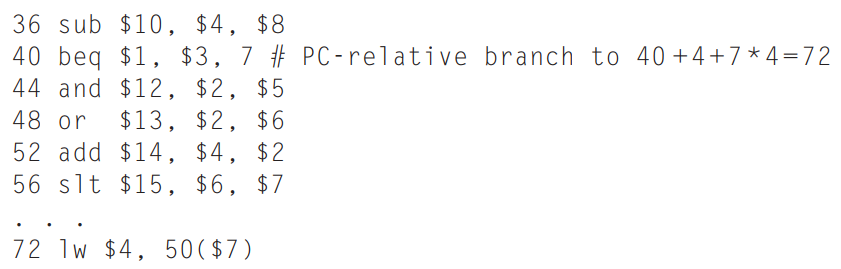 36 sub $10, $4, $8
40 beq $1, $3, 7 # PC-relative branch to 40+4+7*4=72
44 and $12, $2, $5
48 or $13, $2, $6
52 add $14, $4, $2
56 slt $15, $6, $7
. . .
72 lw $4, 50($7)